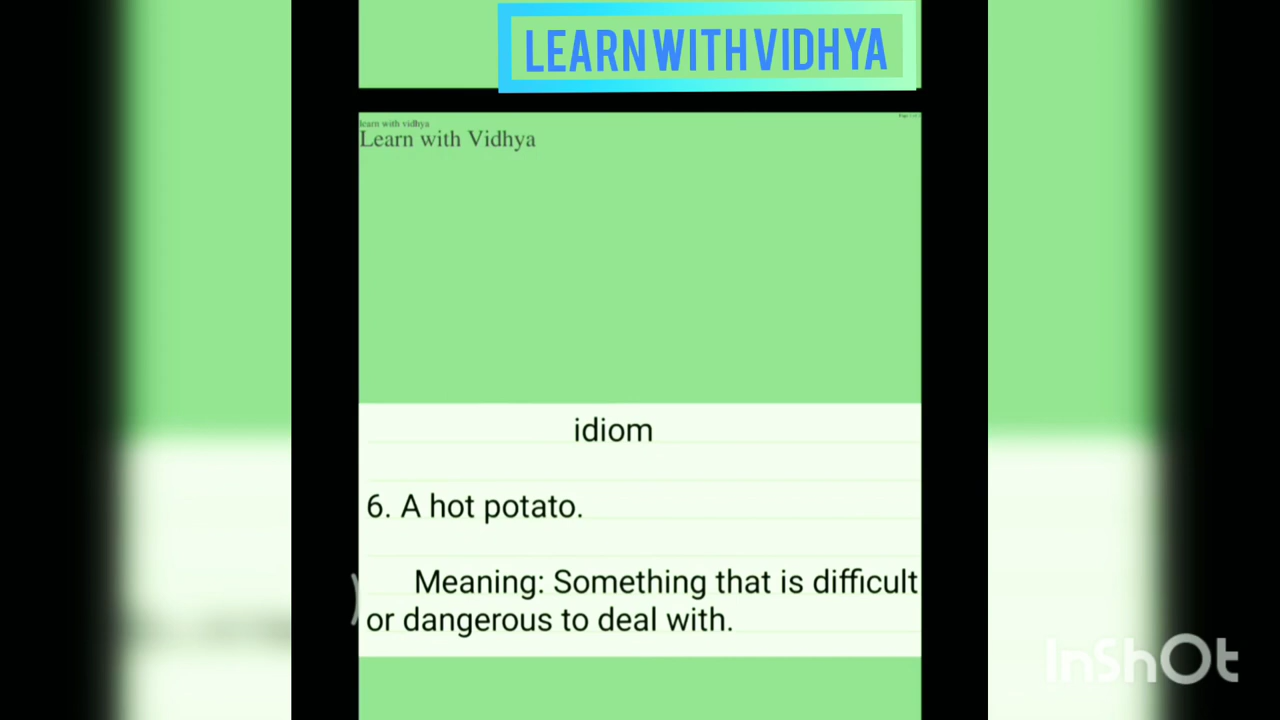 LEARN WITH VIDHYA
learn with vidhya
Learn with Vidhya
idiom
6. A hot potato.
Meaning: Something that is difficult
or dangerous to deal with.
InShOt